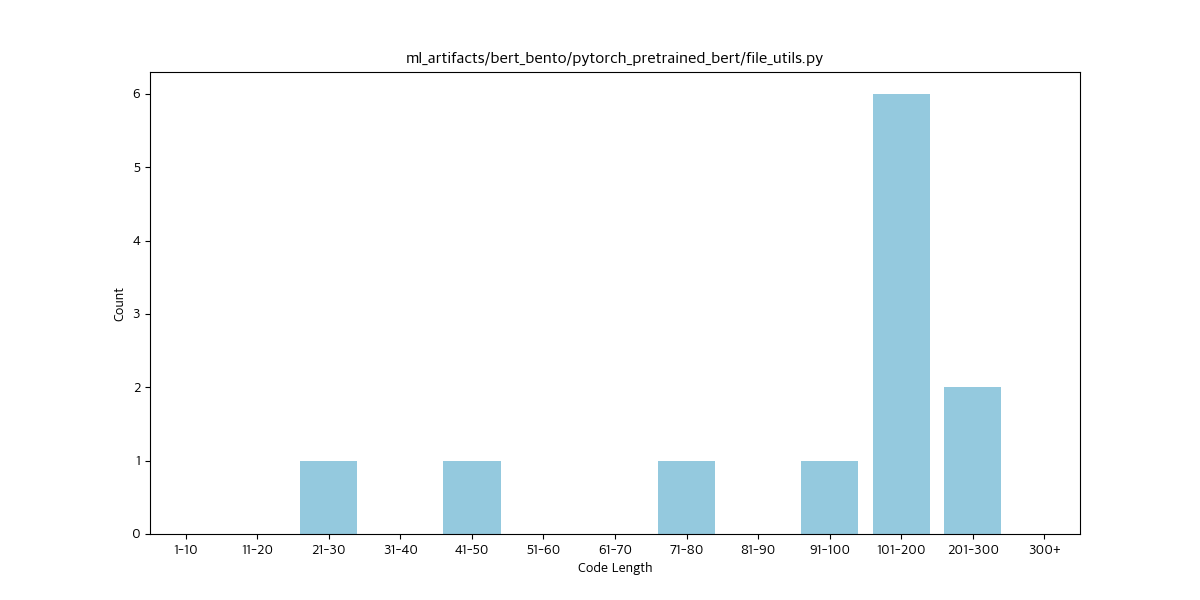 ml_artifacts/bert_bento/pytorch_pretrained_bert/file_utils.py
6
5
4
3
2
1
0
Count
1-10 11-20 21-30 31-40 41-50 51-60 61-70 71-80 81-90 91-100 101-200 201-300 300+
Code Length